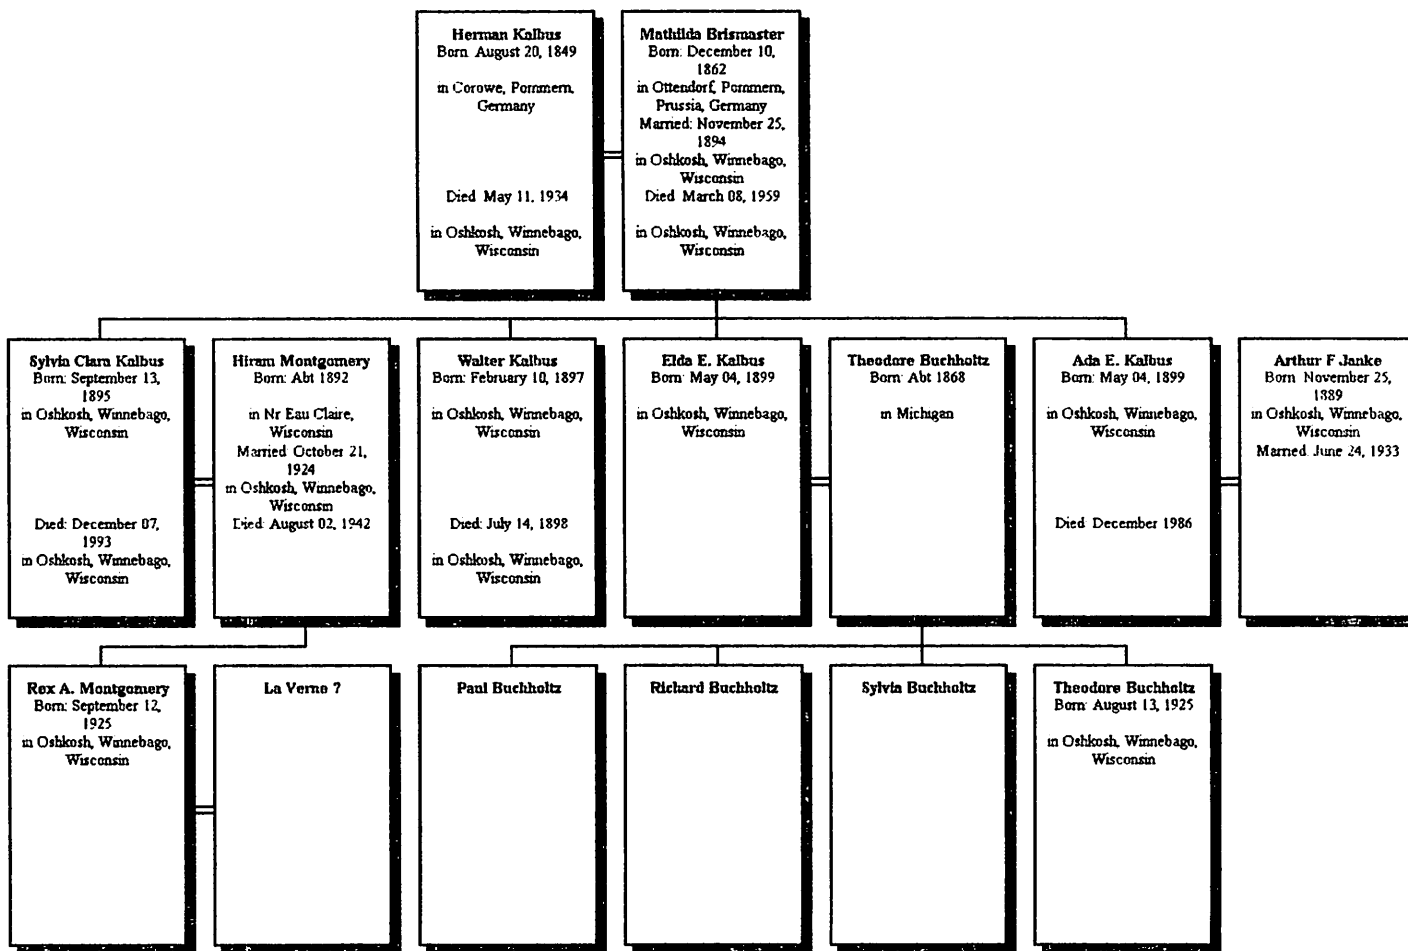 Herman Kalbus
Born: August 20, 1849
in Corowe, Pommern,
Germany
Died: May 11, 1934
in Oshkosh, Winnebago,
Wisconsin
Mathilda Brismaster
Born: December 10,
1862
in Ottendorf, Pommern,
Prussia, Germany
Married: November 25,
1894
in Oshkosh, Winnebago,
Wisconsin
Died: March 08, 1959
in Oshkosh, Winnebago,
Wisconsin
Sylvia Clara Kalbus
Born: September 13,
1895
in Oshkosh, Winnebago,
Wisconsin
Died: December 07,
1993
in Oshkosh, Winnebago,
Wisconsin
Hiram Montgomery
Born: Abt 1892
in Nr Eau Claire,
Wisconsin
Married: October 21,
1924
in Oshkosh, Winnebago,
Wisconsin
Died: August 02, 1942
Walter Kalbus
Born: February 10, 1897
in Oshkosh, Winnebago,
Wisconsin
Died: July 14, 1898
in Oshkosh, Winnebago,
Wisconsin
Elda E. Kalbus
Born: May 04, 1899
in Oshkosh, Winnebago,
Wisconsin
Theodore Buchholtz
Born: Abt 1868
in Michigan
Ada E. Kalbus
Born: May 04, 1899
in Oshkosh, Winnebago,
Wisconsin
Died: December 1986
Arthur F Janke
Born: November 25,
1889
in Oshkosh, Winnebago,
Wisconsin
Married: June 24, 1933
Rex A. Montgomery
Born: September 12,
1925
in Oshkosh, Winnebago,
Wisconsin
La Verne ?
Paul Buchholtz
Richard Buchholtz
Sylvia Buchholtz
Theodore Buchholtz
Born: August 13, 1925
in Oshkosh, Winnebago,
Wisconsin